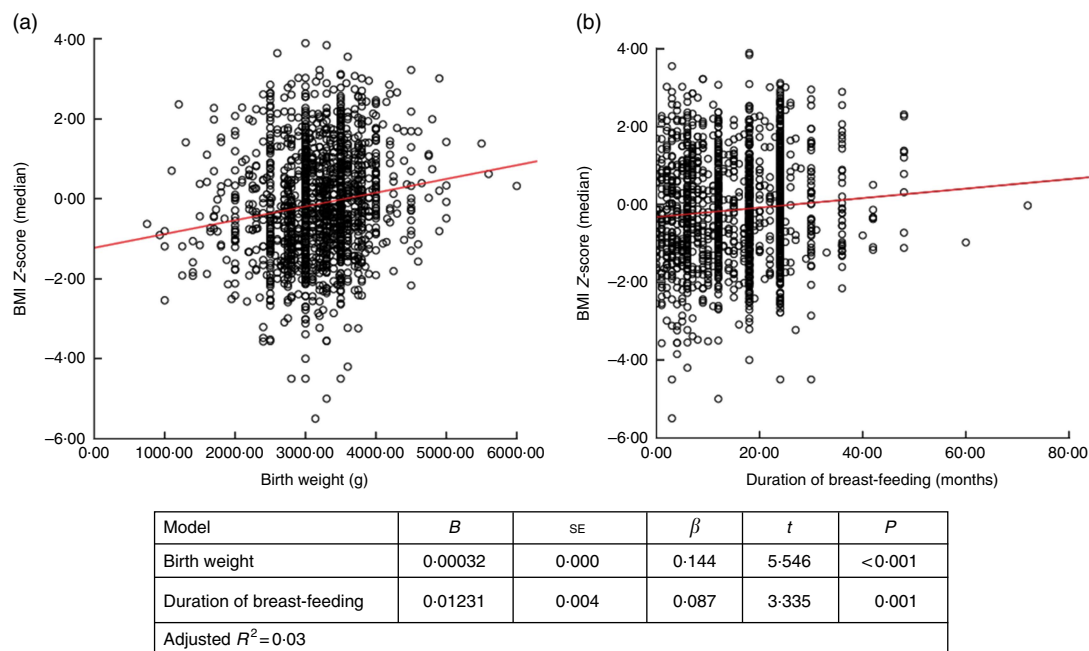 (a)
4·00
2·00
0·00
–2·00
–4·00
–6·00
BMI Z-score (median)
0·00 1000·00 2000·00 3000·00 4000·00 5000·00 6000·00
Birth weight (g)
(b)
4·00
2·00
0·00
–2·00
–4·00
–6·00
BMI Z-score (median)
0·00 20·00 40·00 60·00 80·00
Duration of breast-feeding (months)
Model B SE β t P
Birth weight 0·00032 0·000 0·144 5·546 <0·001
Duration of breast-feeding 0·01231 0·004 0·087 3·335 0·001
Adjusted R²=0·03